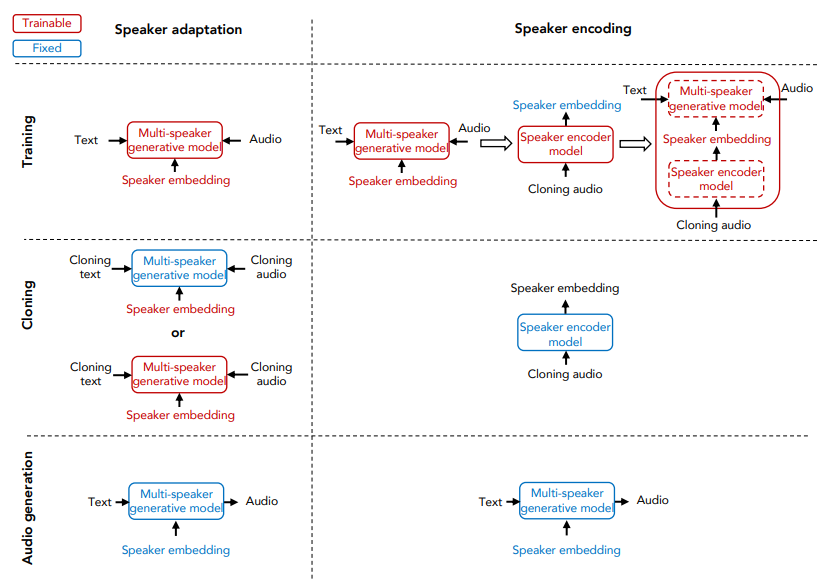 Trainable
Fixed
Speaker adaptation
Speaker encoding
Training
Text
Multi-speaker
generative model
Audio
Speaker embedding
Text
Multi-speaker
generative model
Audio
Speaker embedding
Speaker embedding
Speaker encoder
model
Cloning audio
Text
Multi-speaker
generative model
Audio
Speaker embedding
Speaker encoder
model
Cloning audio
Cloning
Cloning
text
Multi-speaker
generative model
Cloning
audio
Speaker embedding
or
Cloning
text
Multi-speaker
generative model
Cloning
audio
Speaker embedding
Speaker embedding
Speaker encoder
model
Cloning audio
Audio generation
Text
Multi-speaker
generative model
Audio
Speaker embedding
Text
Multi-speaker
generative model
Audio
Speaker embedding